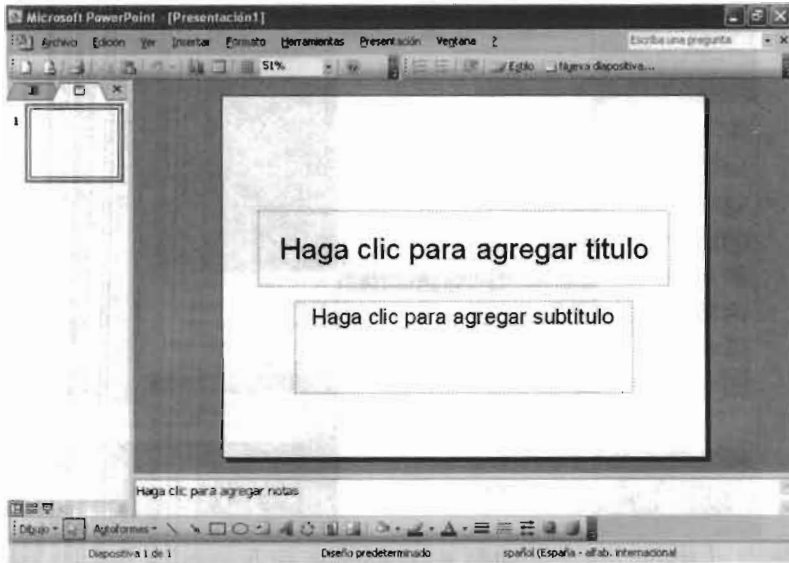 Microsoft PowerPoint - [Presentación1]
Archivo Edición Ver Insertar Formato Herramientas Presentación Ventana ? Escriba una pregunta
51% Estilo Nueva diapositiva...
1
Haga clic para agregar título
Haga clic para agregar subtítulo
Haga clic para agregar notas
Dibujo Autoformas
Diapositiva 1 de 1 Diseño predeterminado spañol (España - alfab. internacional